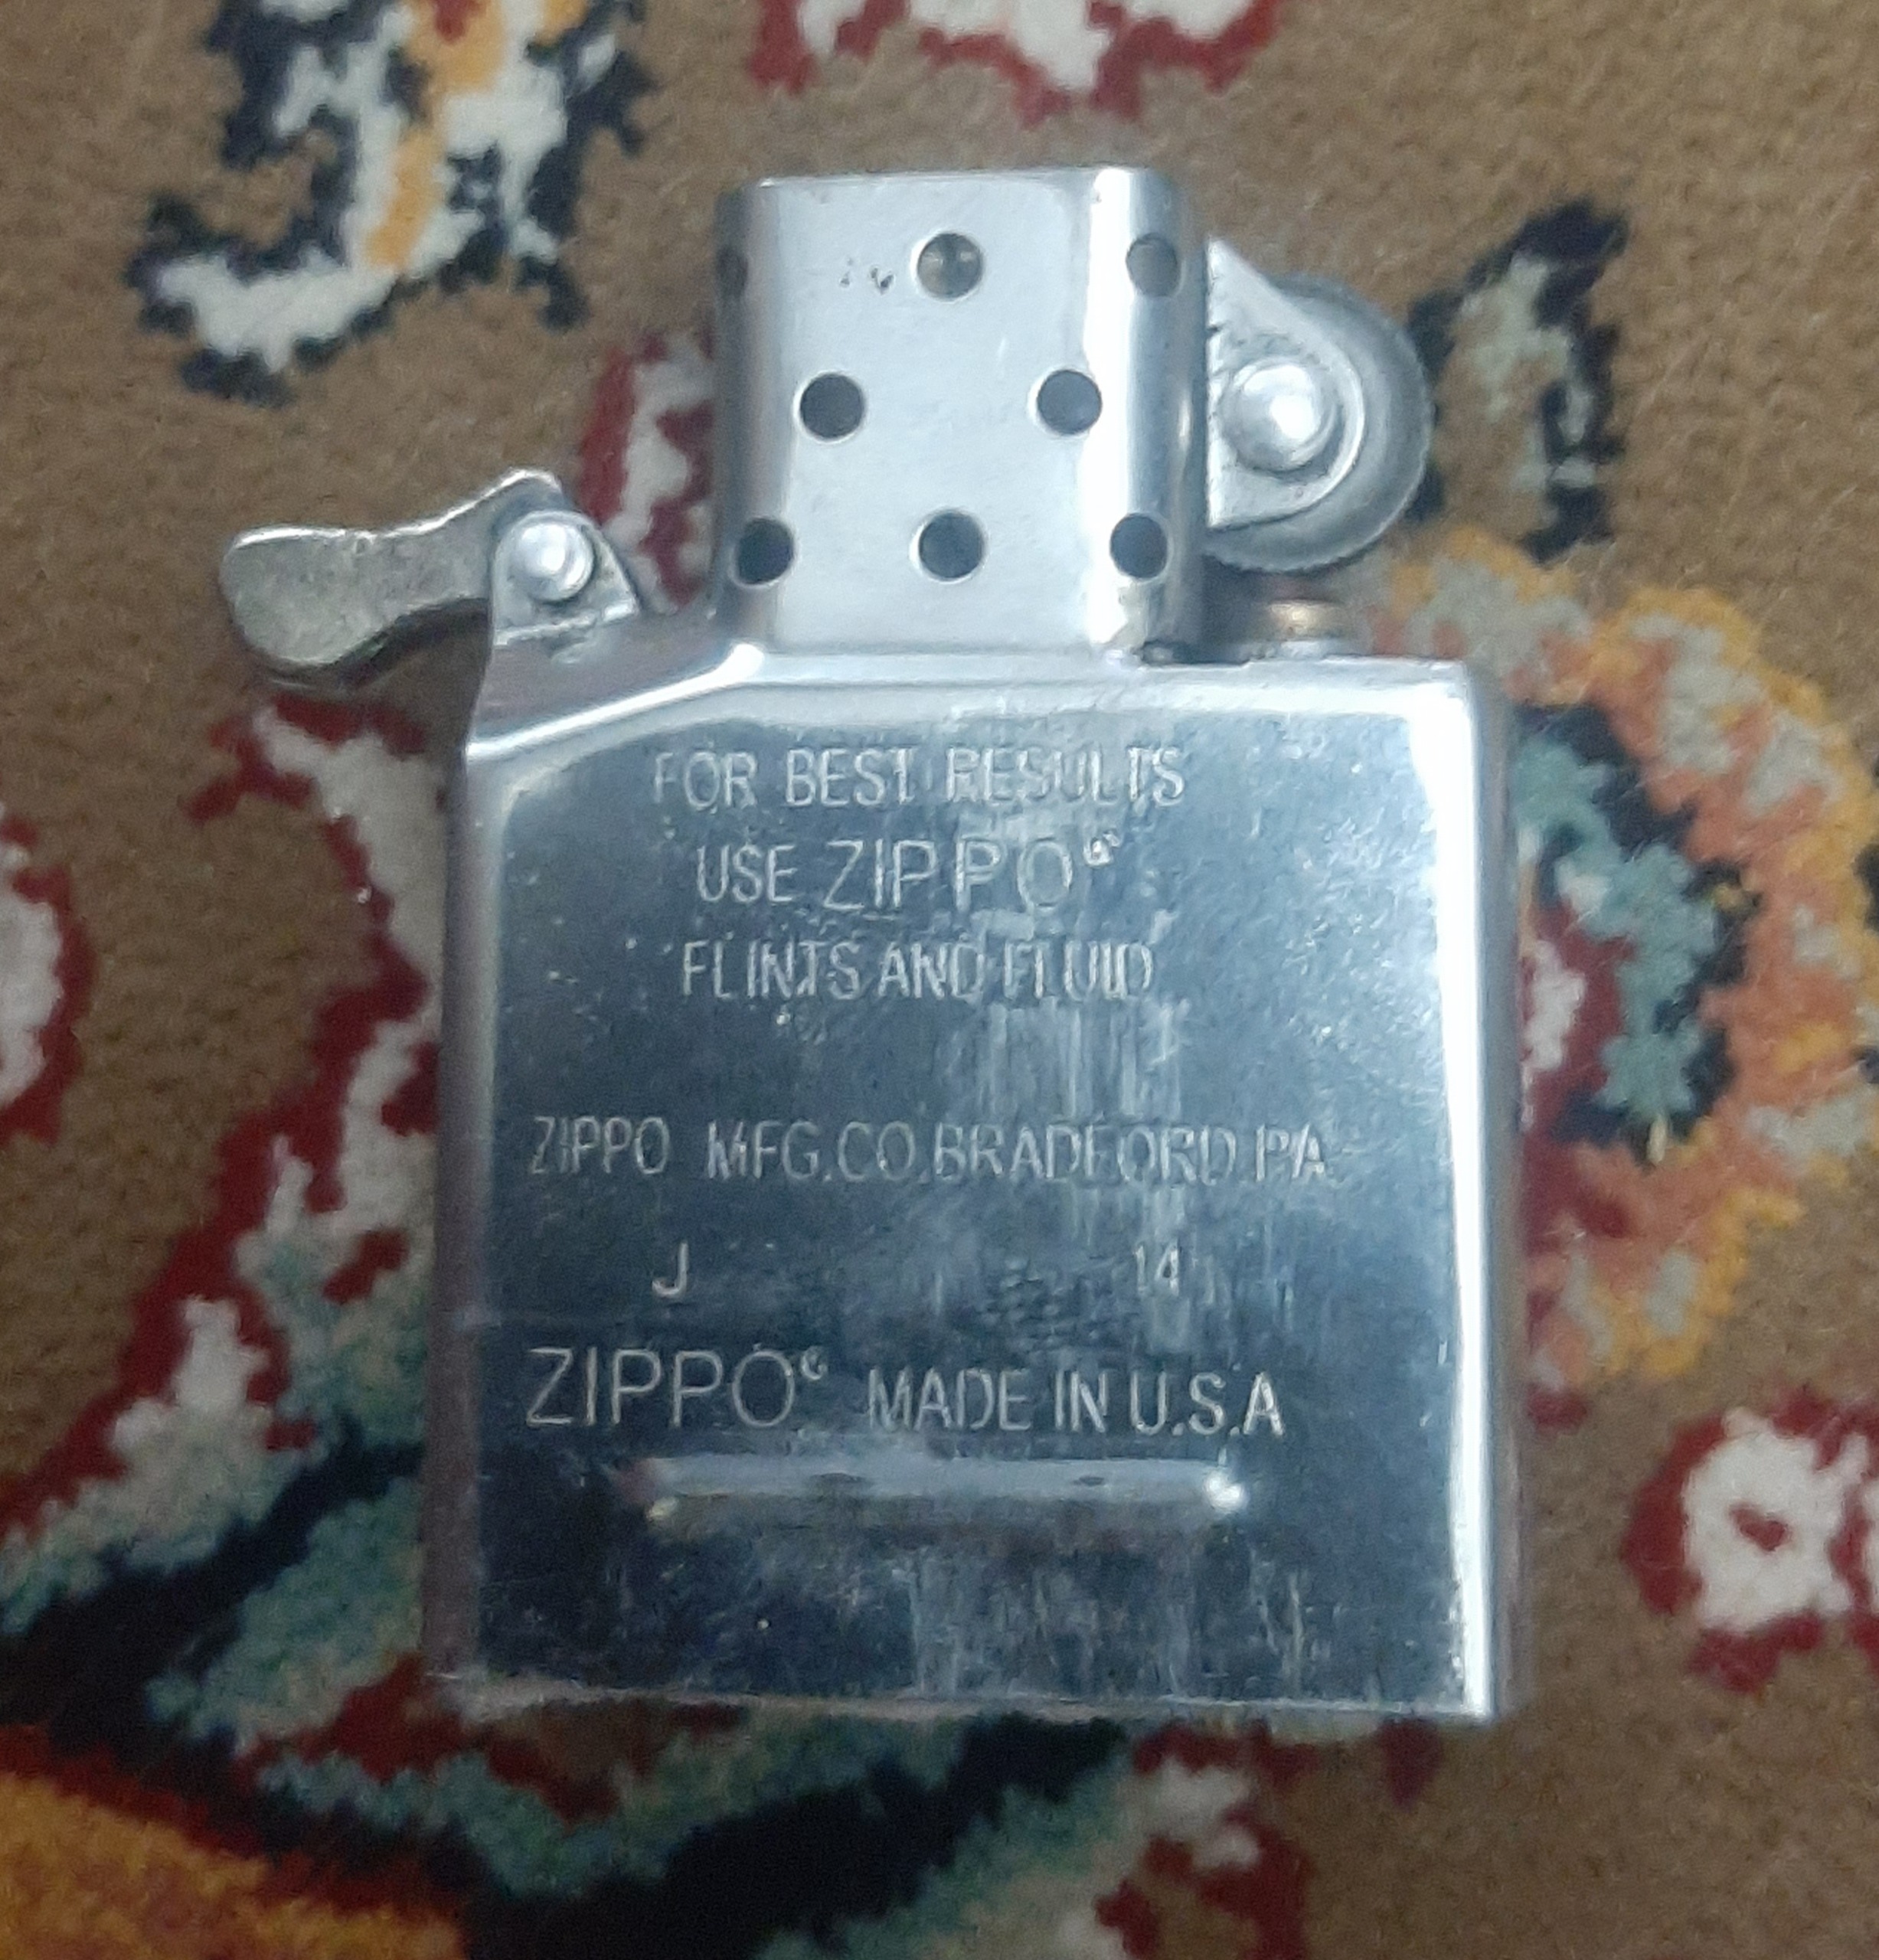 FOR BEST RESULTS
USE ZIPPO®
FLINTS AND FLUID
ZIPPO MFG.CO.BRADFORD.PA
J 14
ZIPPO® MADE IN U.S.A